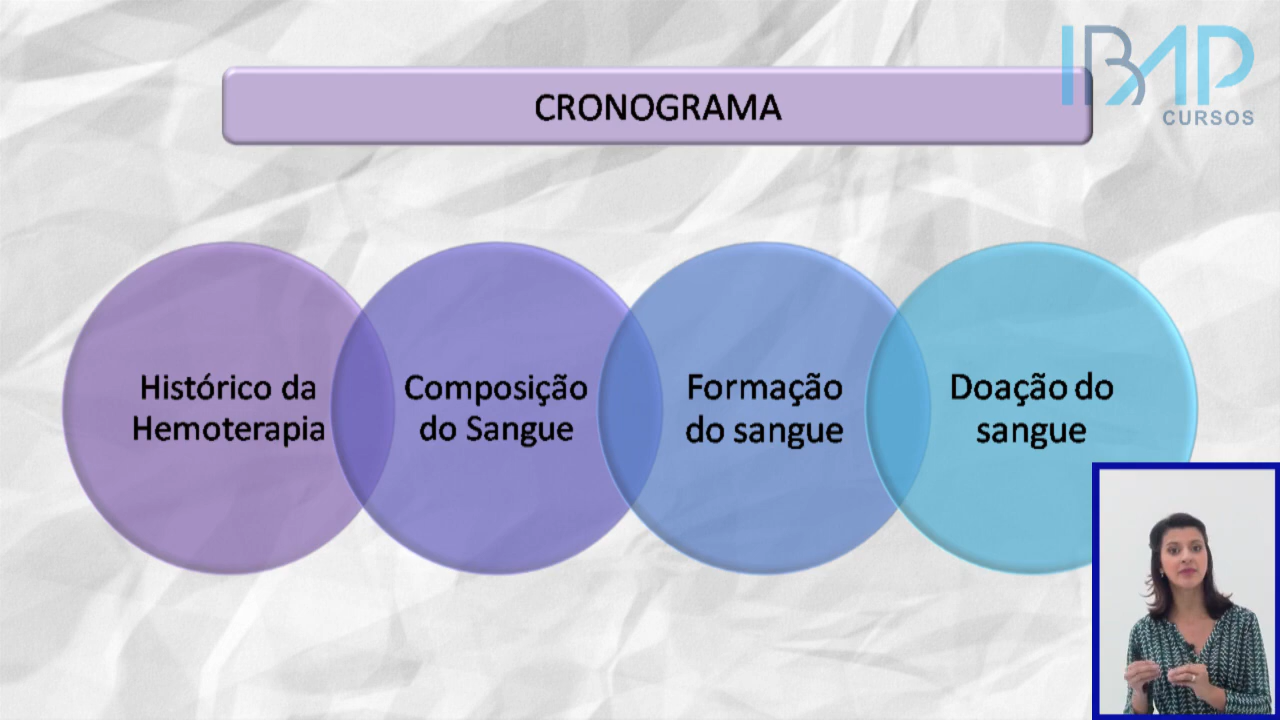 IBAP
CURSOS
CRONOGRAMA
Histórico da
Hemoterapia
Composição
do Sangue
Formação
do sangue
Doação do
sangue